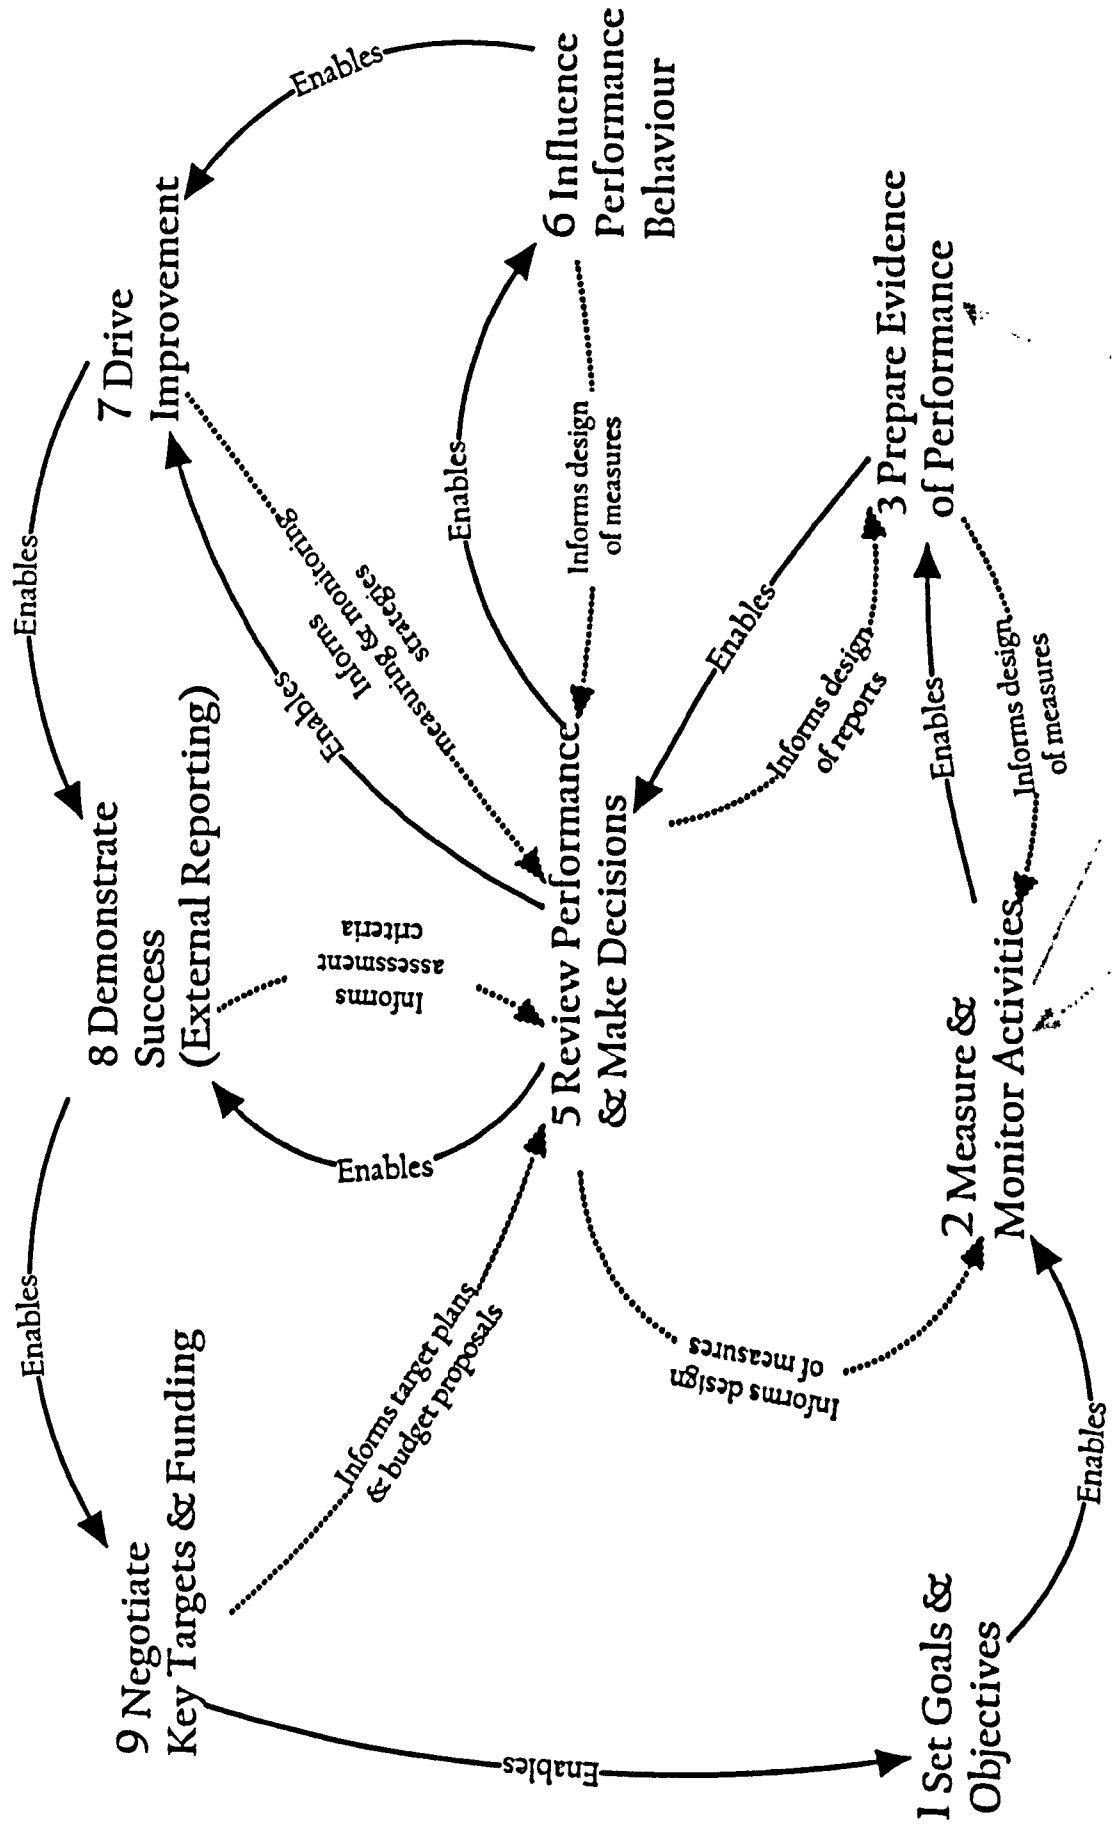 9 Negotiate
Key Targets & Funding
Enables
8 Demonstrate
Success
(External Reporting)
Enables
7 Drive
Improvement
Enables
Informs target plans
& budget proposals
Enables
Informs
assessment
criteria
Enables
Informs
measuring & monitoring
strategies
Enables
5 Review Performance
& Make Decisions
Enables
6 Influence
Performance
Behaviour
Informs design
of measures
Informs design
of measures
Informs design
of reports
Enables
1 Set Goals &
Objectives
Enables
2 Measure &
Monitor Activities
Enables
3 Prepare Evidence
of Performance
Informs design
of measures